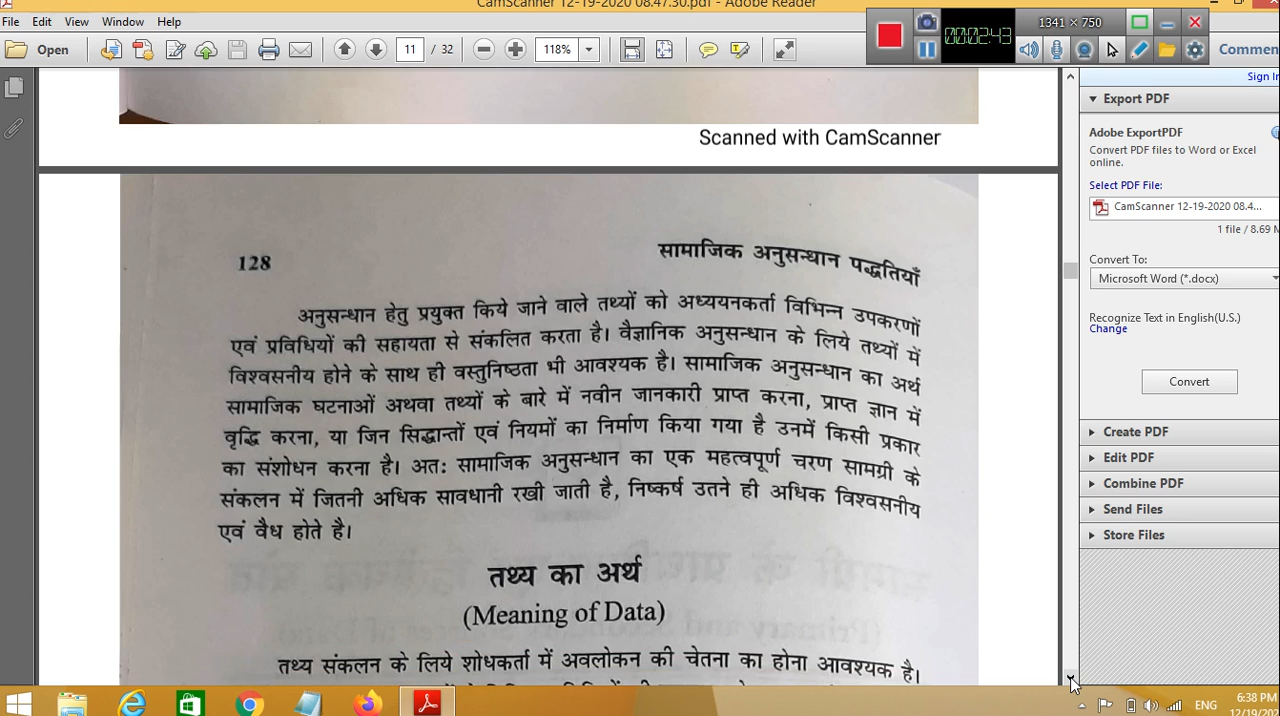 CamScanner 12-19-2020 08.47.30.pdf - Adobe Reader
File Edit View Window Help
00:02:43
1341 × 750
Open
11 / 32
118%
Comment
Scanned with CamScanner
Sign In
Export PDF
Adobe ExportPDF
Convert PDF files to Word or Excel
online.
Select PDF File:
CamScanner 12-19-2020 08.4...
1 file / 8.69 M
Convert To:
Microsoft Word (*.docx)
Recognize Text in English(U.S.)
Change
Convert
Create PDF
Edit PDF
Combine PDF
Send Files
Store Files
128 सामाजिक अनुसन्धान पद्धतियाँ
अनुसन्धान हेतु प्रयुक्त किये जाने वाले तथ्यों को अध्ययनकर्ता विभिन्न उपकरणों
एवं प्रविधियों की सहायता से संकलित करता है। वैज्ञानिक अनुसन्धान के लिये तथ्यों में
विश्वसनीय होने के साथ ही वस्तुनिष्ठता भी आवश्यक है। सामाजिक अनुसन्धान का अर्थ
सामाजिक घटनाओं अथवा तथ्यों के बारे में नवीन जानकारी प्राप्त करना, प्राप्त ज्ञान में
वृद्धि करना, या जिन सिद्धान्तों एवं नियमों का निर्माण किया गया है उनमें किसी प्रकार
का संशोधन करना है। अतः सामाजिक अनुसन्धान का एक महत्वपूर्ण चरण सामग्री के
संकलन में जितनी अधिक सावधानी रखी जाती है, निष्कर्ष उतने ही अधिक विश्वसनीय
एवं वैध होते है।
तथ्य का अर्थ
(Meaning of Data)
तथ्य संकलन के लिये शोधकर्ता में अवलोकन की चेतना का होना आवश्यक है।
ENG
6:38 PM
12/19/202